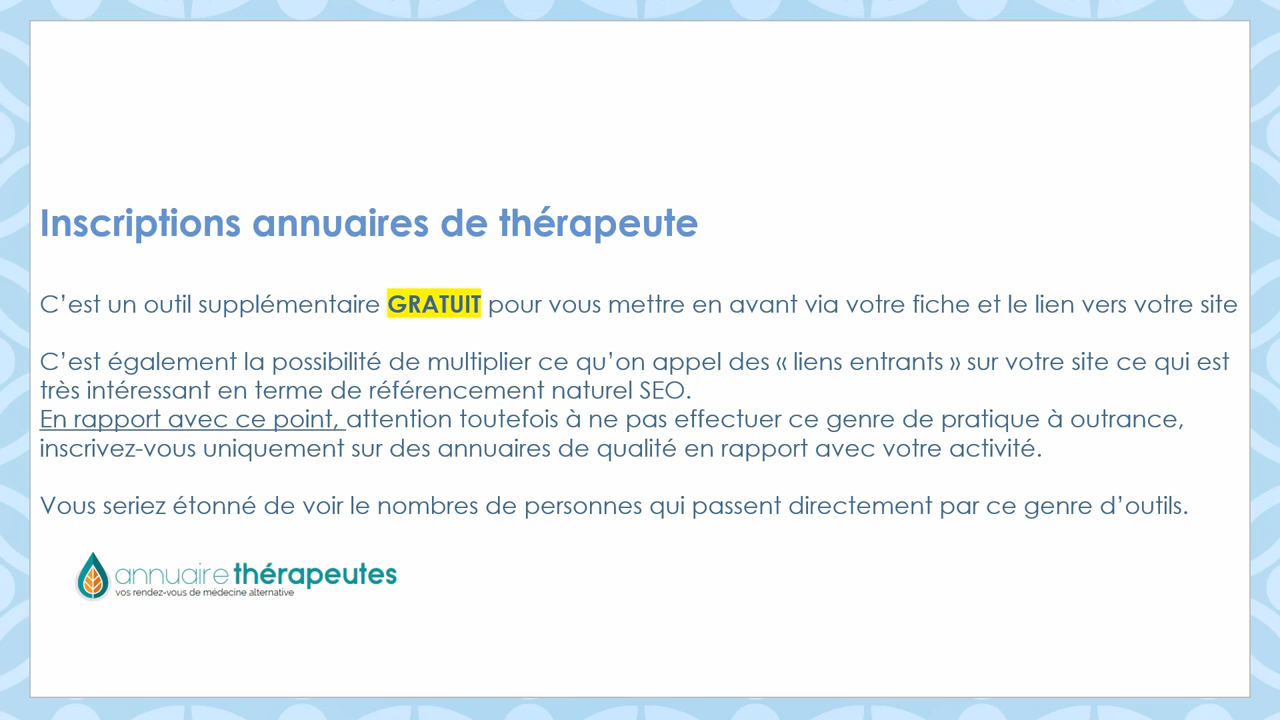 Inscriptions annuaires de thérapeute
C’est un outil supplémentaire GRATUIT pour vous mettre en avant via votre fiche et le lien vers votre site
C’est également la possibilité de multiplier ce qu’on appel des « liens entrants » sur votre site ce qui est
très intéressant en terme de référencement naturel SEO.
En rapport avec ce point, attention toutefois à ne pas effectuer ce genre de pratique à outrance,
inscrivez-vous uniquement sur des annuaires de qualité en rapport avec votre activité.
Vous seriez étonné de voir le nombres de personnes qui passent directement par ce genre d’outils.
annuaire thérapeutes
vos rendez-vous de médecine alternative